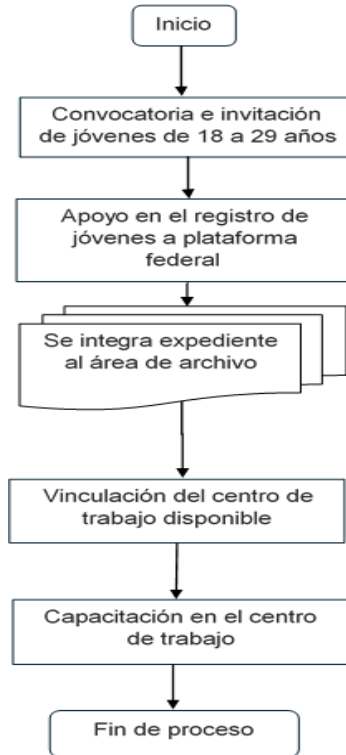 Inicio
Convocatoria e invitación
de jóvenes de 18 a 29 años
Apoyo en el registro de
jóvenes a plataforma
federal
Se integra expediente
al área de archivo
Vinculación del centro de
trabajo disponible
Capacitación en el centro
de trabajo
Fin de proceso